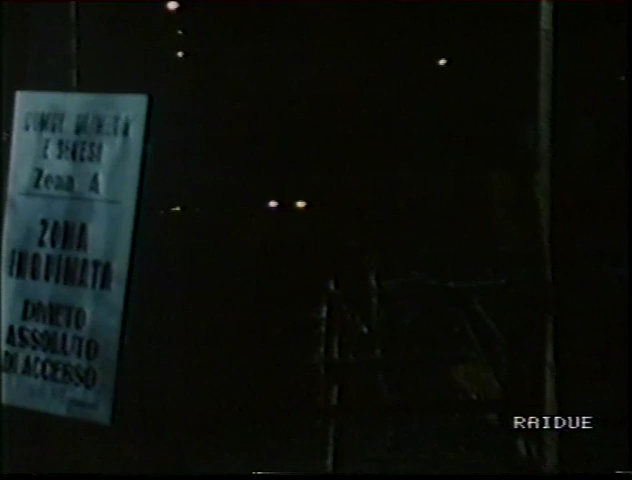 E
Zona A
ZONA
INQUINATA
DIVIETO
ASSOLUTO
DI ACCESSO
RAIDUE